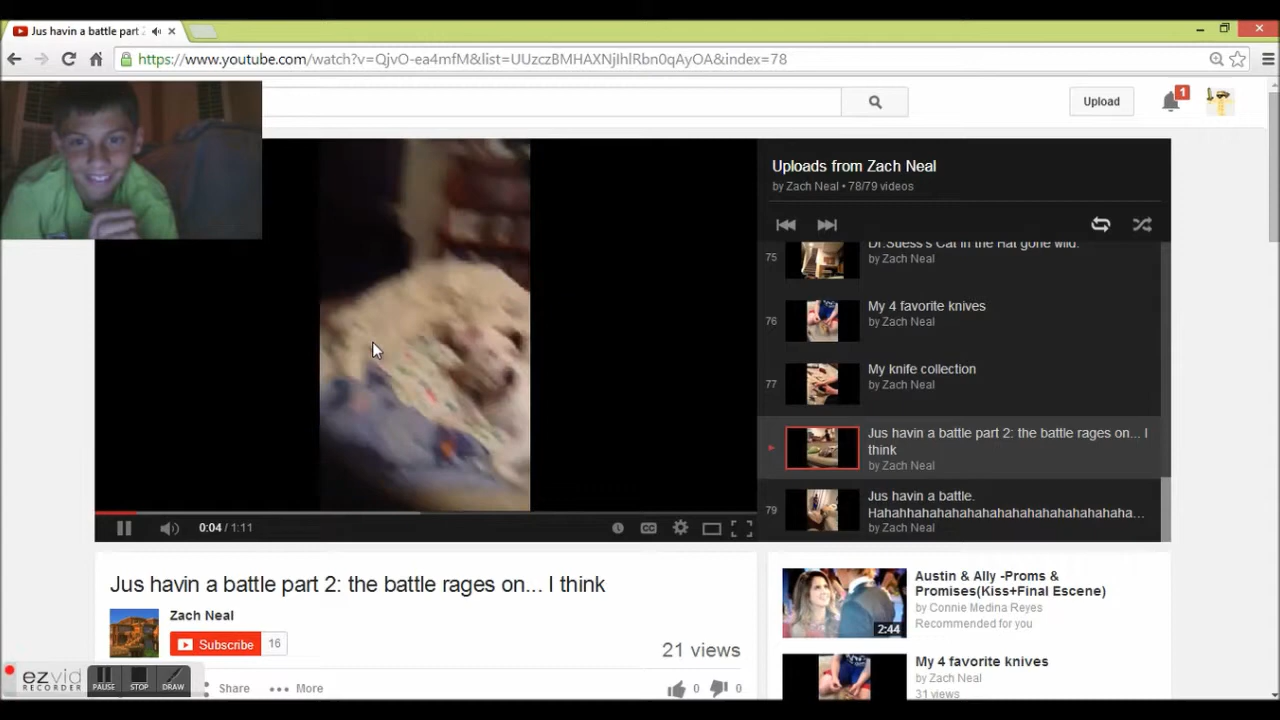 Jus havin a battle part 2
https://www.youtube.com/watch?v=QjvO-ea4mfM&list=UUzczBMHAXNjIhlRbn0qAyOA&index=78
Upload
1
Uploads from Zach Neal
by Zach Neal • 78/79 videos
75
Dr.Suess's Cat in the Hat gone wild.
by Zach Neal
76
My 4 favorite knives
by Zach Neal
77
My knife collection
by Zach Neal
Jus havin a battle part 2: the battle rages on... I
think
by Zach Neal
79
Jus havin a battle.
Hahahhahahahahahahahahahahahahaha...
by Zach Neal
0:04 / 1:11
CC
Jus havin a battle part 2: the battle rages on... I think
Zach Neal
Subscribe 16
21 views
Share
More
0
0
Austin & Ally -Proms &
Promises(Kiss+Final Escene)
by Connie Medina Reyes
Recommended for you
2:44
My 4 favorite knives
by Zach Neal
31 views
ezvid
RECORDER
PAUSE
STOP
DRAW